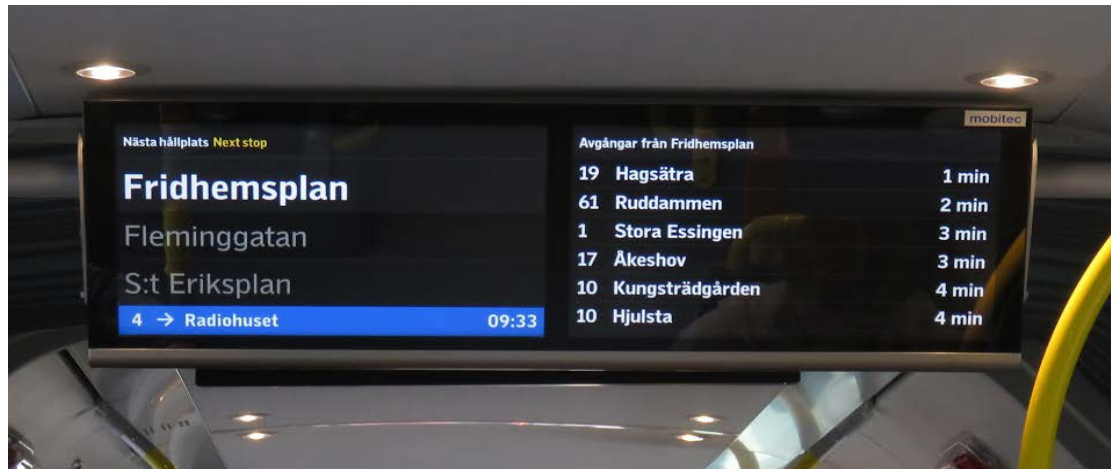 mobitec
Nästa hållplats Next stop
Fridhemsplan
Fleminggatan
S:t Eriksplan
4 → Radiohuset 09:33
Avgångar från Fridhemsplan
19 Hagsätra 1 min
61 Ruddammen 2 min
1 Stora Essingen 3 min
17 Åkeshov 3 min
10 Kungsträdgården 4 min
10 Hjulsta 4 min